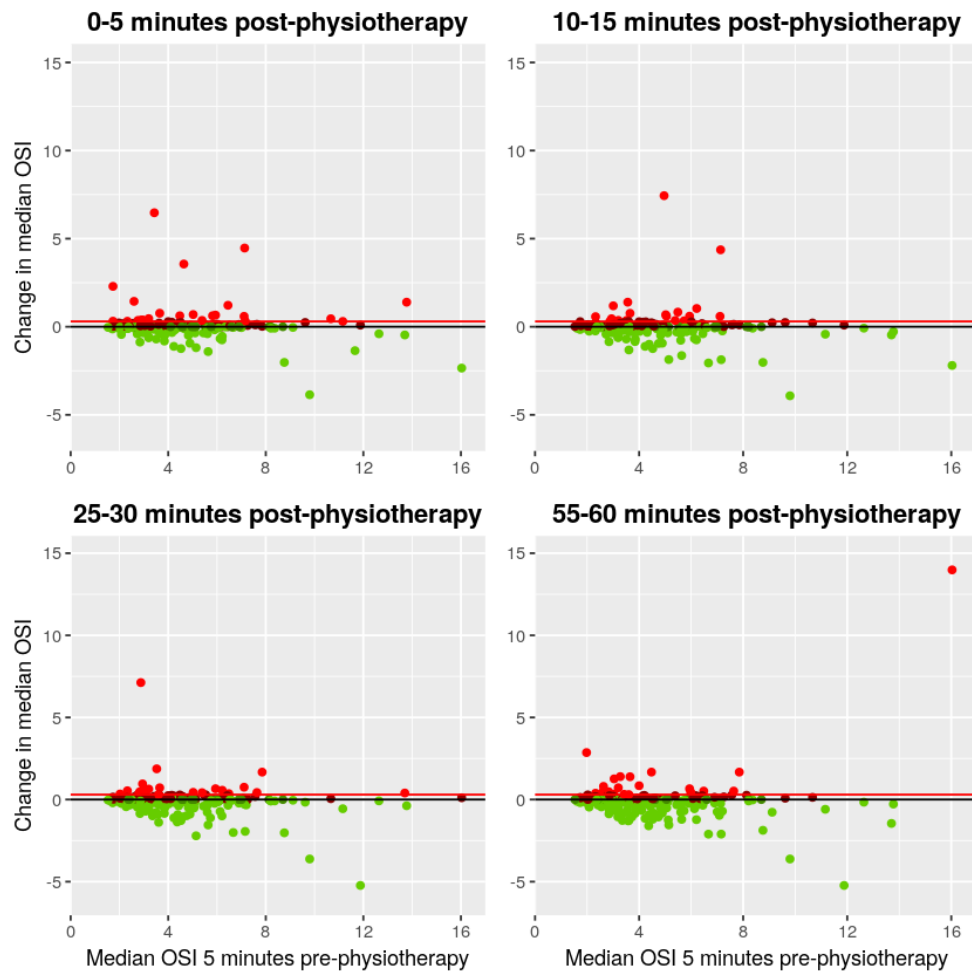 0-5 minutes post-physiotherapy
10-15 minutes post-physiotherapy
Change in median OSI
15
10
5
0
-5
0 4 8 12 16
15
10
5
0
-5
0 4 8 12 16
25-30 minutes post-physiotherapy
55-60 minutes post-physiotherapy
Change in median OSI
15
10
5
0
-5
0 4 8 12 16
Median OSI 5 minutes pre-physiotherapy
15
10
5
0
-5
0 4 8 12 16
Median OSI 5 minutes pre-physiotherapy